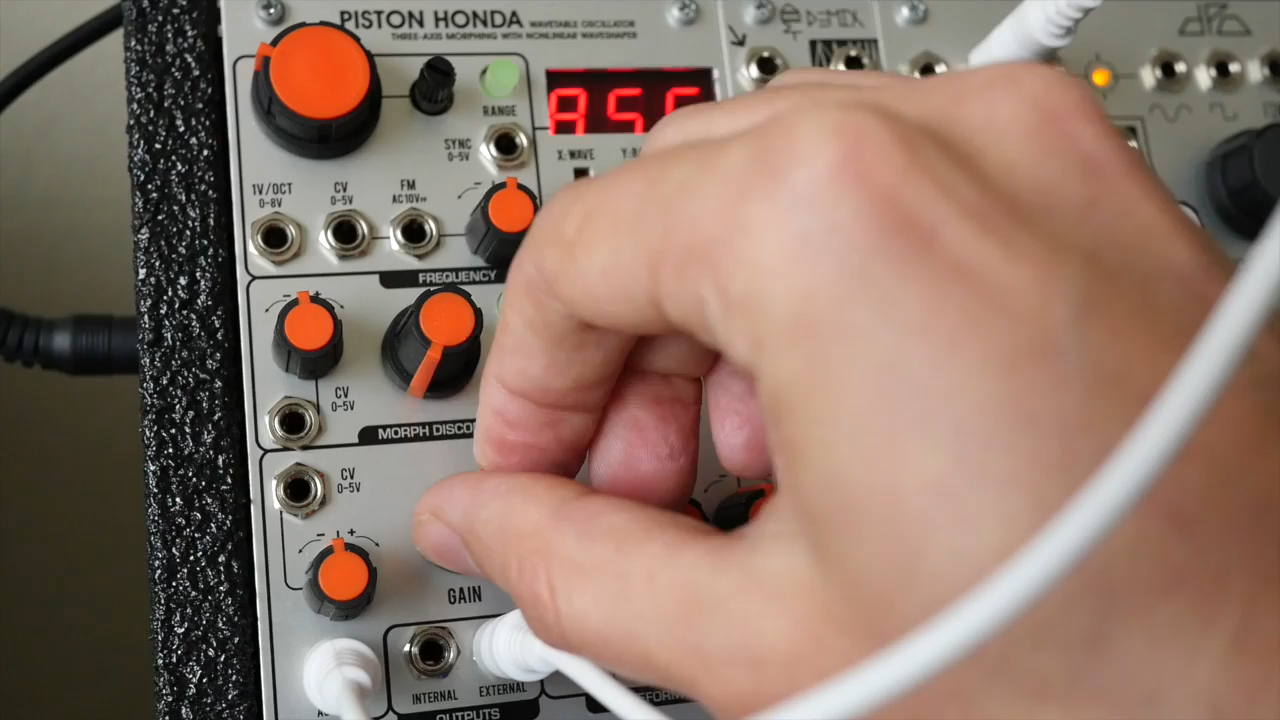 PISTON HONDA WAVETABLE OSCILLATOR
THREE-AXIS MORPHING WITH NONLINEAR WAVESHAPER
DEMIX
RANGE
SYNC
0-5V
X:WAVE
1V/OCT
0-8V
CV
0-5V
FM
AC10Vpp
FREQUENCY
CV
0-5V
MORPH DISCO
CV
0-5V
GAIN
INTERNAL
EXTERNAL
OUTPUTS